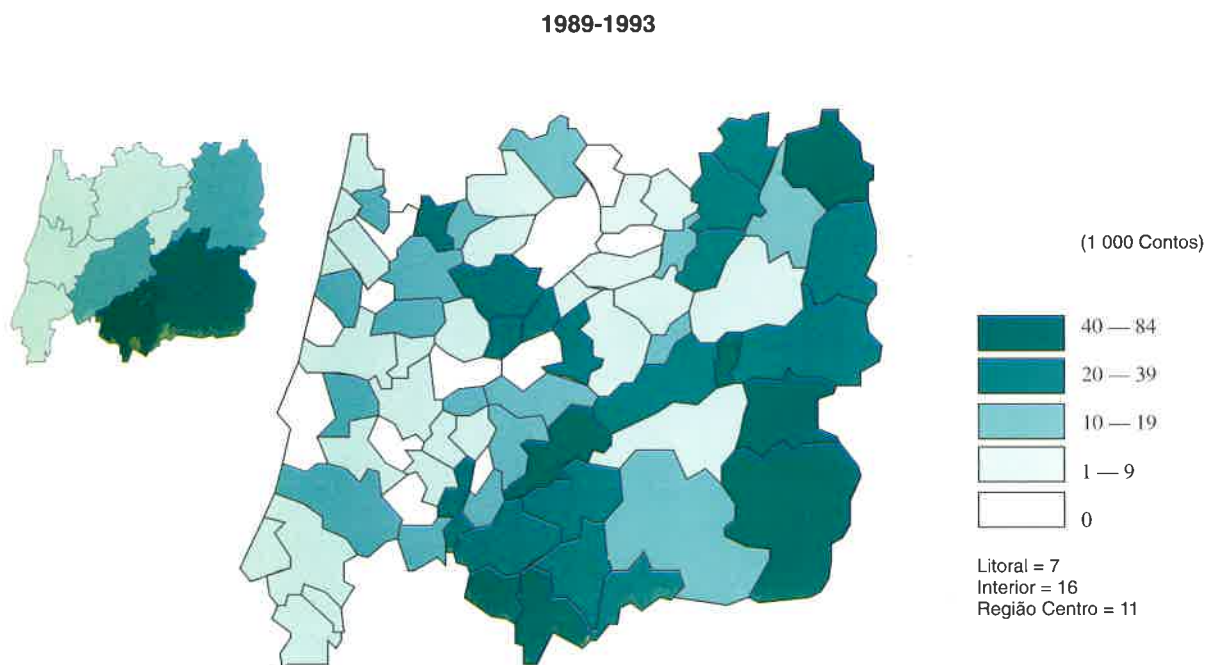 1989-1993
(1 000 Contos)
40 — 84
20 — 39
10 — 19
1 — 9
0
Litoral = 7
Interior = 16
Região Centro = 11